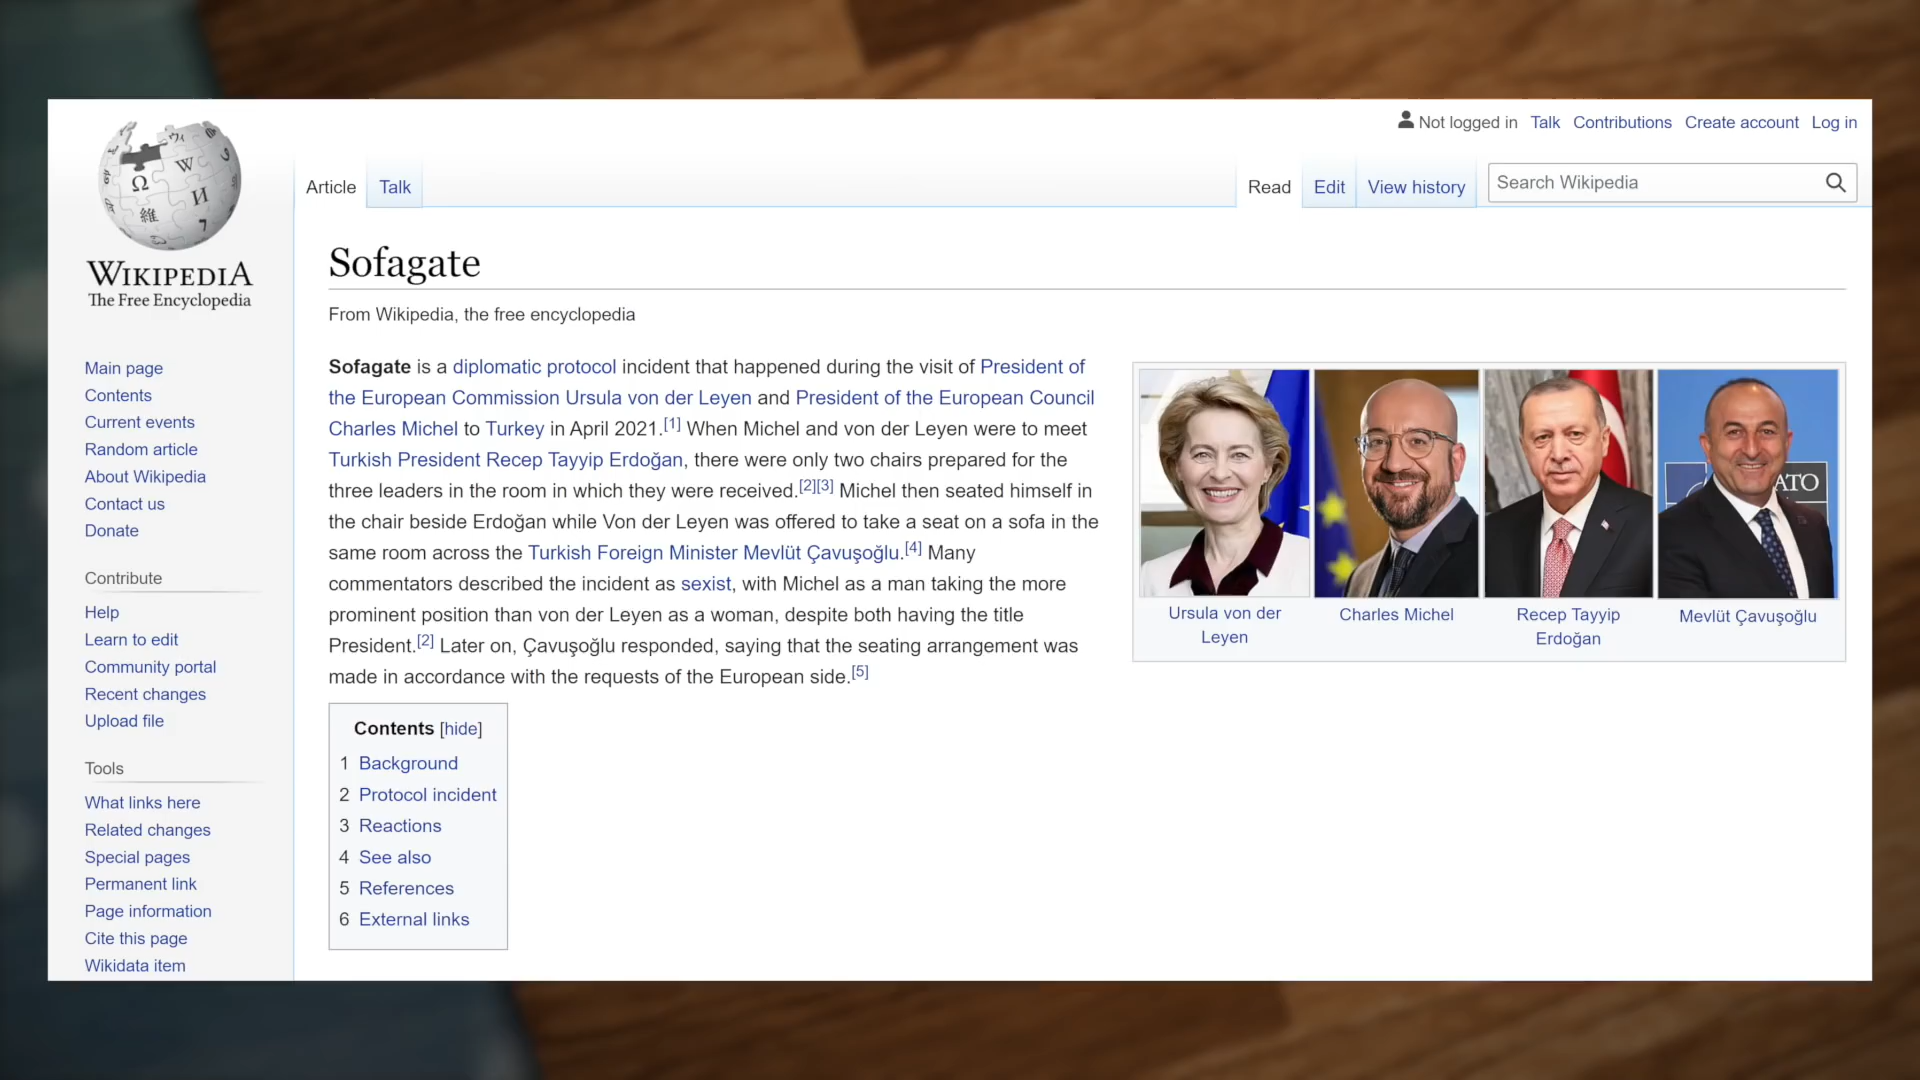 Not logged in Talk Contributions Create account Log in
Article Talk Read Edit View history Search Wikipedia
WIKIPEDIA
The Free Encyclopedia
Main page
Contents
Current events
Random article
About Wikipedia
Contact us
Donate
Contribute
Help
Learn to edit
Community portal
Recent changes
Upload file
Tools
What links here
Related changes
Special pages
Permanent link
Page information
Cite this page
Wikidata item
Sofagate
From Wikipedia, the free encyclopedia
Sofagate is a diplomatic protocol incident that happened during the visit of President of
the European Commission Ursula von der Leyen and President of the European Council
Charles Michel to Turkey in April 2021.[1] When Michel and von der Leyen were to meet
Turkish President Recep Tayyip Erdoğan, there were only two chairs prepared for the
three leaders in the room in which they were received.[2][3] Michel then seated himself in
the chair beside Erdoğan while Von der Leyen was offered to take a seat on a sofa in the
same room across the Turkish Foreign Minister Mevlüt Çavuşoğlu.[4] Many
commentators described the incident as sexist, with Michel as a man taking the more
prominent position than von der Leyen as a woman, despite both having the title
President.[2] Later on, Çavuşoğlu responded, saying that the seating arrangement was
made in accordance with the requests of the European side.[5]
ATO
Ursula von der
Leyen
Charles Michel
Recep Tayyip
Erdoğan
Mevlüt Çavuşoğlu
Contents [hide]
1 Background
2 Protocol incident
3 Reactions
4 See also
5 References
6 External links